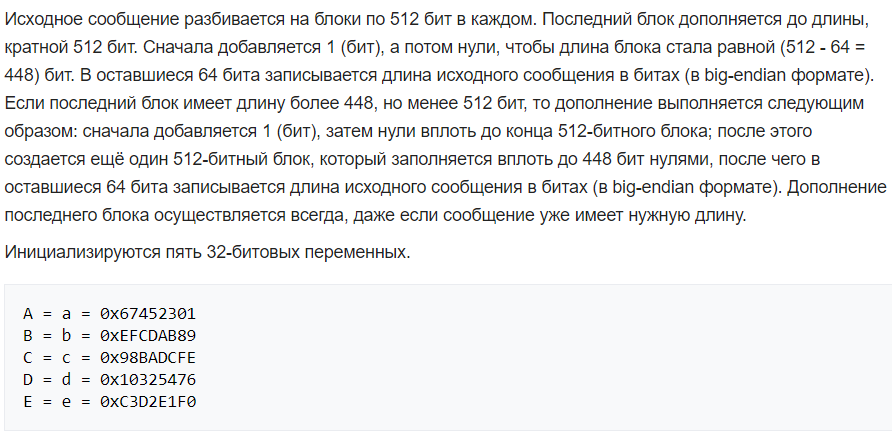 Исходное сообщение разбивается на блоки по 512 бит в каждом. Последний блок дополняется до длины,
кратной 512 бит. Сначала добавляется 1 (бит), а потом нули, чтобы длина блока стала равной (512 - 64 =
448) бит. В оставшиеся 64 бита записывается длина исходного сообщения в битах (в big-endian формате).
Если последний блок имеет длину более 448, но менее 512 бит, то дополнение выполняется следующим
образом: сначала добавляется 1 (бит), затем нули вплоть до конца 512-битного блока; после этого
создается ещё один 512-битный блок, который заполняется вплоть до 448 бит нулями, после чего в
оставшиеся 64 бита записывается длина исходного сообщения в битах (в big-endian формате). Дополнение
последнего блока осуществляется всегда, даже если сообщение уже имеет нужную длину.
Инициализируются пять 32-битовых переменных.
A = a = 0x67452301
B = b = 0xEFCDAB89
C = c = 0x98BADCFE
D = d = 0x10325476
E = e = 0xC3D2E1F0